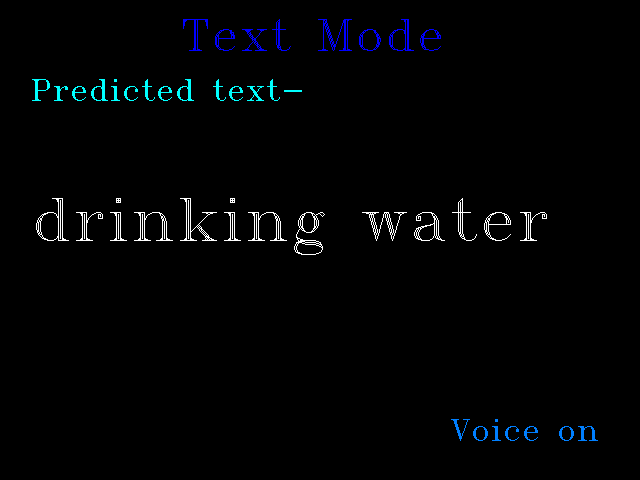 Text Mode
Predicted text-
drinking water
Voice on